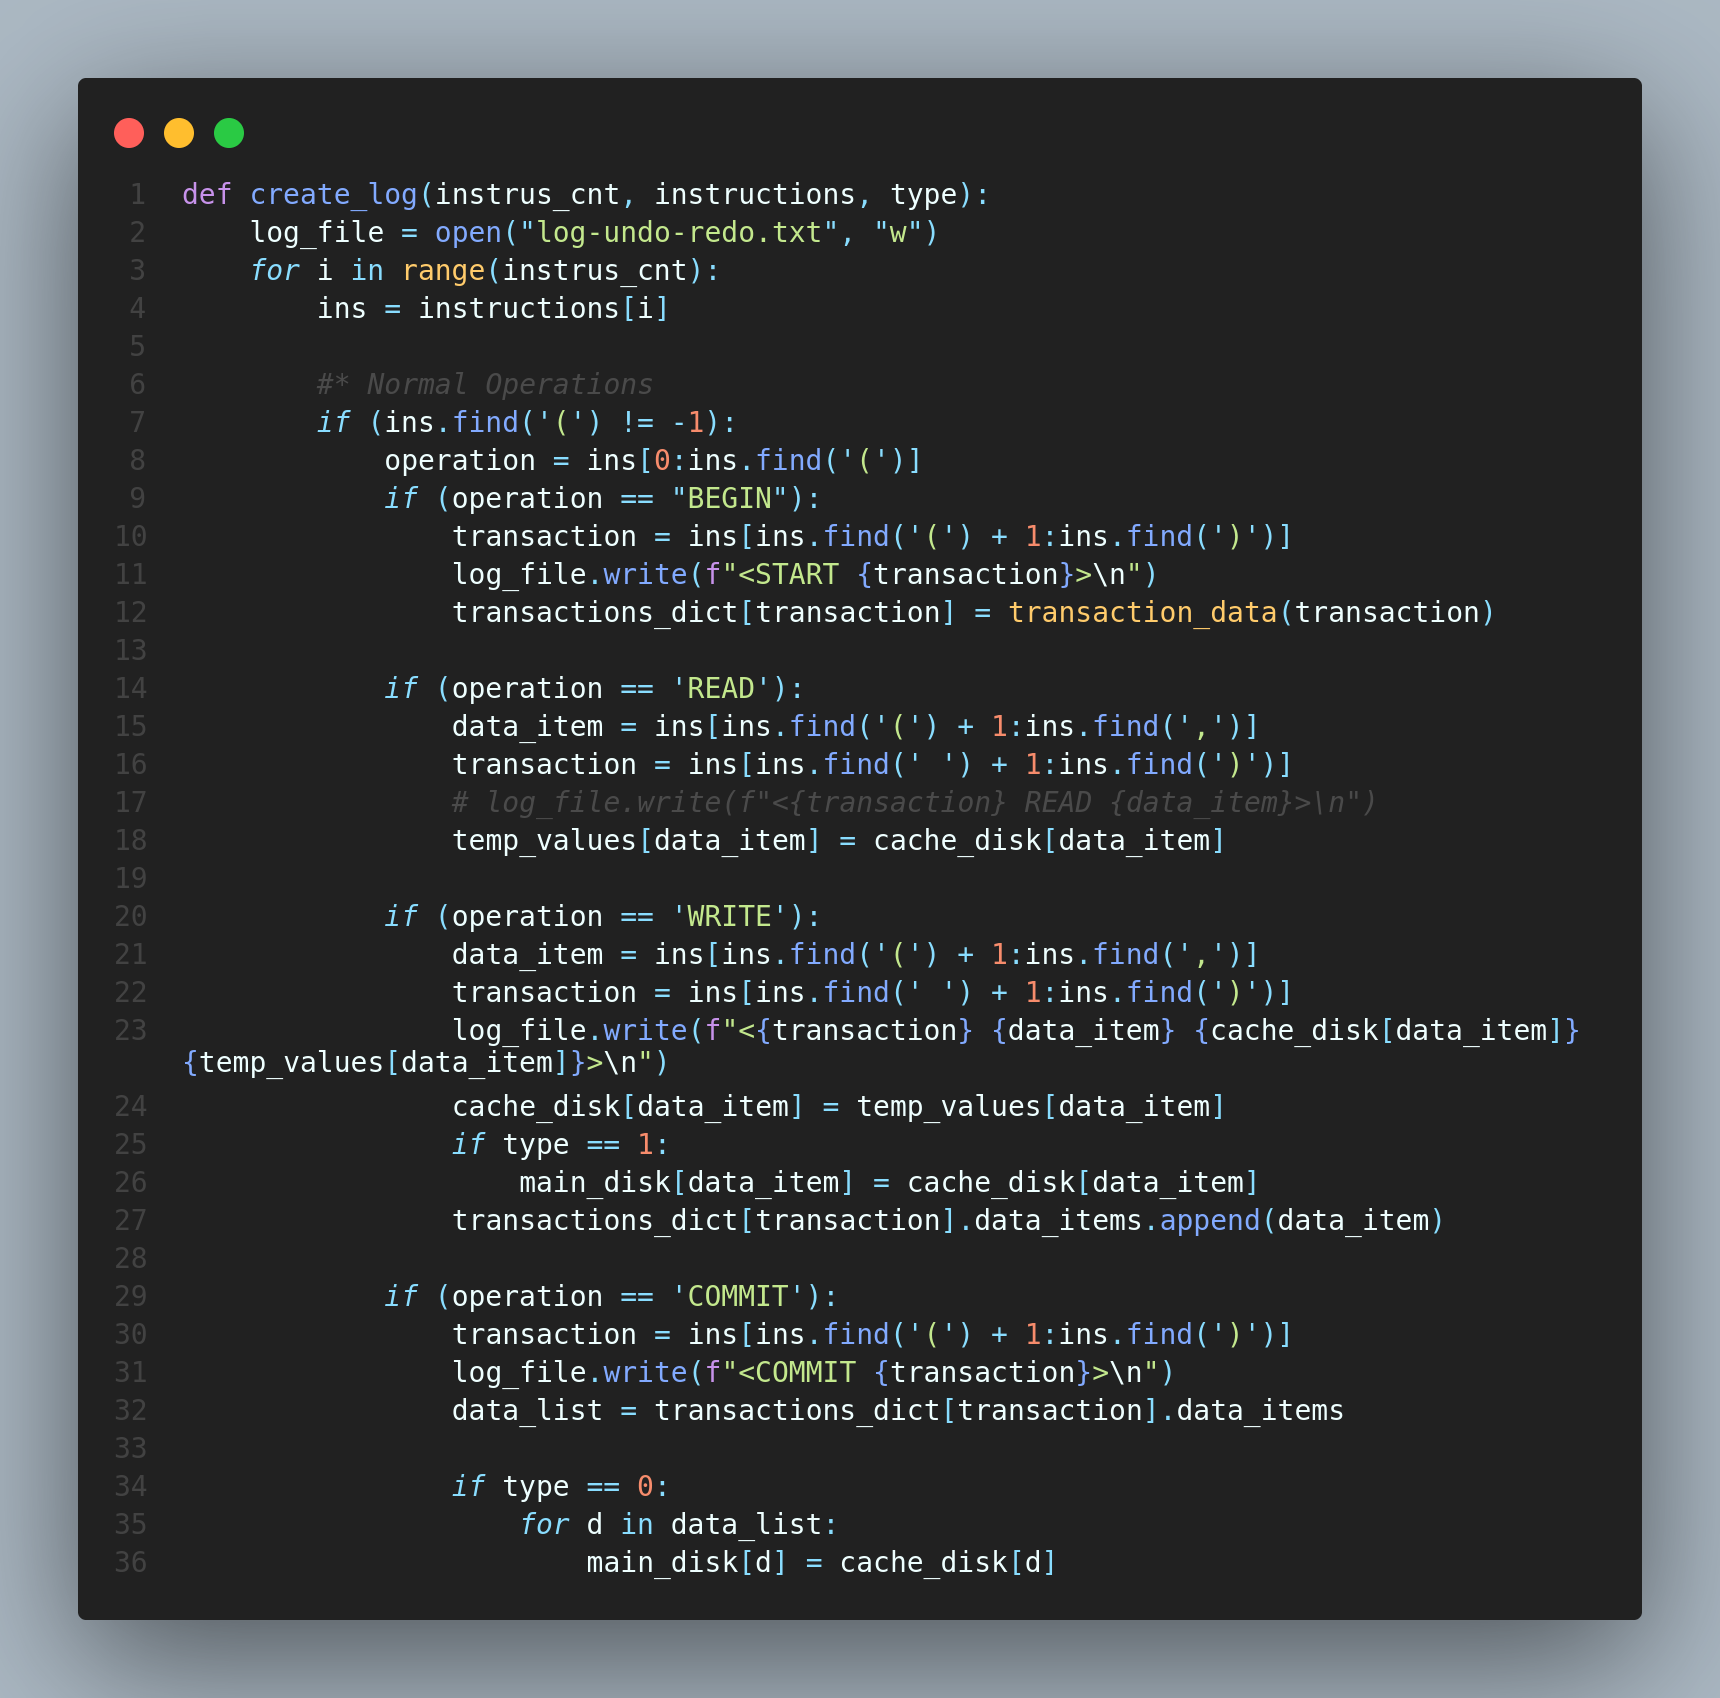 1 def create_log(instrus_cnt, instructions, type):
2     log_file = open("log-undo-redo.txt", "w")
3     for i in range(instrus_cnt):
4         ins = instructions[i]
5
6         #* Normal Operations
7         if (ins.find('(') != -1):
8             operation = ins[0:ins.find('(')]
9             if (operation == "BEGIN"):
10                 transaction = ins[ins.find('(') + 1:ins.find(')')]
11                 log_file.write(f"<START {transaction}>\n")
12                 transactions_dict[transaction] = transaction_data(transaction)
13
14             if (operation == 'READ'):
15                 data_item = ins[ins.find('(') + 1:ins.find(',')]
16                 transaction = ins[ins.find(' ') + 1:ins.find(')')]
17                 # log_file.write(f"<{transaction} READ {data_item}>\n")
18                 temp_values[data_item] = cache_disk[data_item]
19
20             if (operation == 'WRITE'):
21                 data_item = ins[ins.find('(') + 1:ins.find(',')]
22                 transaction = ins[ins.find(' ') + 1:ins.find(')')]
23                 log_file.write(f"<{transaction} {data_item} {cache_disk[data_item]}
{temp_values[data_item]}>\n")
24                 cache_disk[data_item] = temp_values[data_item]
25                 if type == 1:
26                     main_disk[data_item] = cache_disk[data_item]
27                 transactions_dict[transaction].data_items.append(data_item)
28
29             if (operation == 'COMMIT'):
30                 transaction = ins[ins.find('(') + 1:ins.find(')')]
31                 log_file.write(f"<COMMIT {transaction}>\n")
32                 data_list = transactions_dict[transaction].data_items
33
34                 if type == 0:
35                     for d in data_list:
36                         main_disk[d] = cache_disk[d]